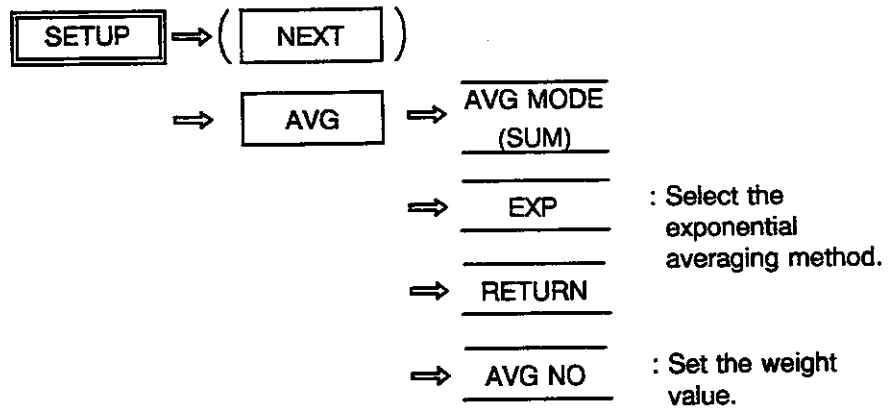 SETUP ⇒ ( NEXT )
⇒ AVG ⇒ AVG MODE
(SUM)
⇒ EXP : Select the
exponential
averaging method.
⇒ RETURN
⇒ AVG NO : Set the weight
value.